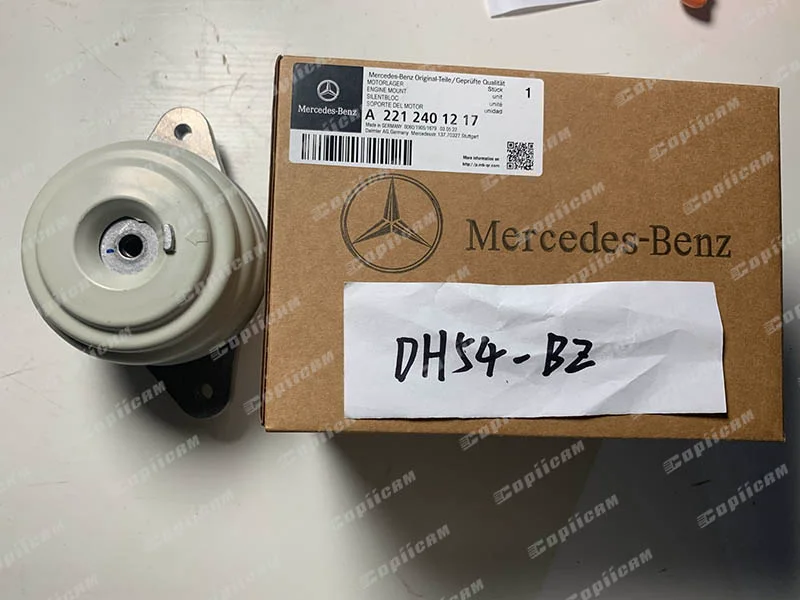 Mercedes-Benz
Mercedes-Benz Original-Teile/Geprüfte Qualität
MOTORLAGER Stück 1
ENGINE MOUNT unit
SILENTBLOC unité
SOPORTE DEL MOTOR unidad
A 221 240 12 17
Made in GERMANY
Daimler AG, Germany Mercedesstr. 137, 70327 Stuttgart
More information on
Mercedes-Benz
DH54-BZ
Copiicam